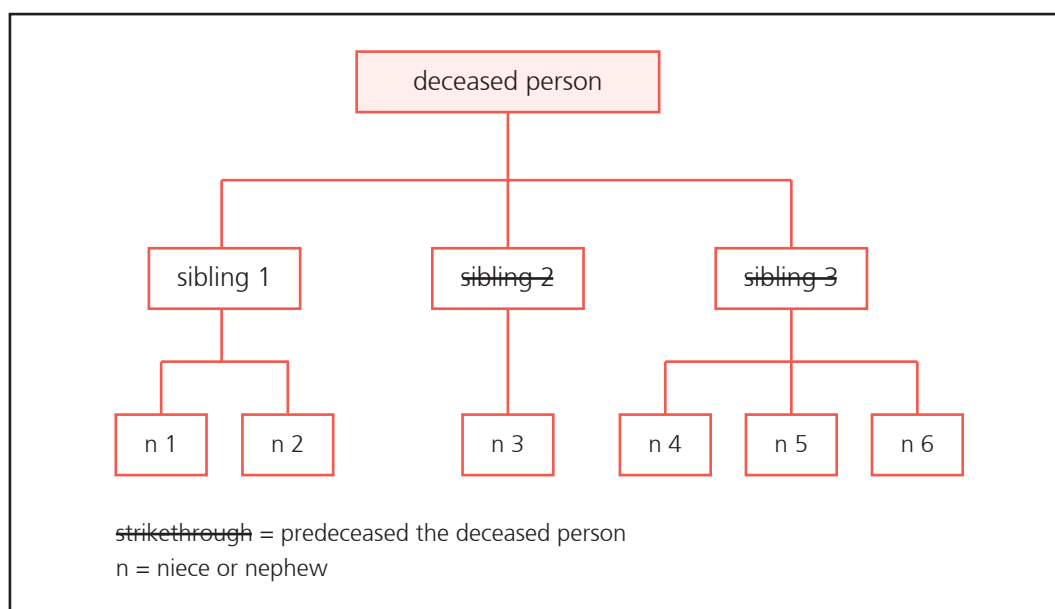 deceased person
sibling 1
sibling 2
sibling 3
n 1
n 2
n 3
n 4
n 5
n 6
strikethrough = predeceased the deceased person
n = niece or nephew